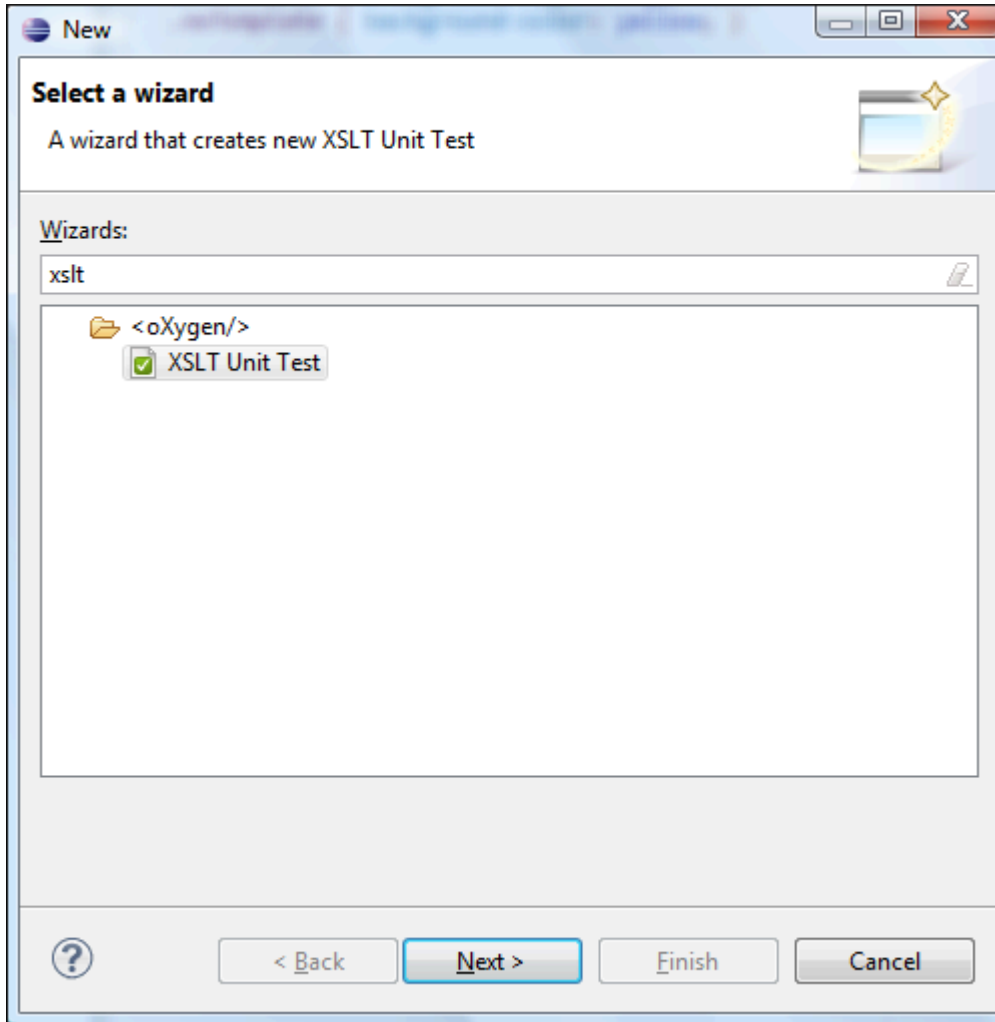 New
Select a wizard
A wizard that creates new XSLT Unit Test
Wizards:
xslt
<oXygen/>
XSLT Unit Test
? < Back Next > Finish Cancel